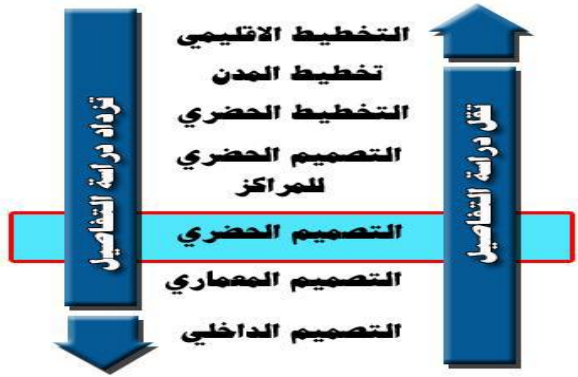 التخطيط الاقليمي
تخطيط المدن
التخطيط الحضري
التصميم الحضري
للمراكز
التصميم الحضري
التصميم المعماري
التصميم الداخلي
تقل دراسة التفاصيل
تزداد دراسة التفاصيل